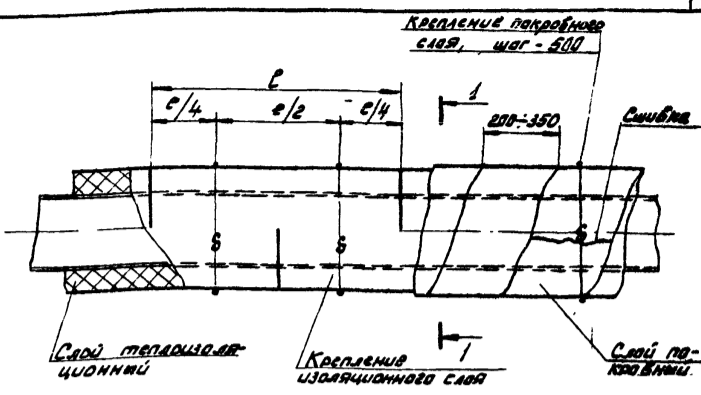 Крепление покровного
слоя, шаг - 500
ℓ
ℓ/4
ℓ/2
ℓ/4
1
200÷350
Сшивка
Слой теплоизоля-
ционный
Крепление
изоляционного слоя
1
Слой по-
кровный.